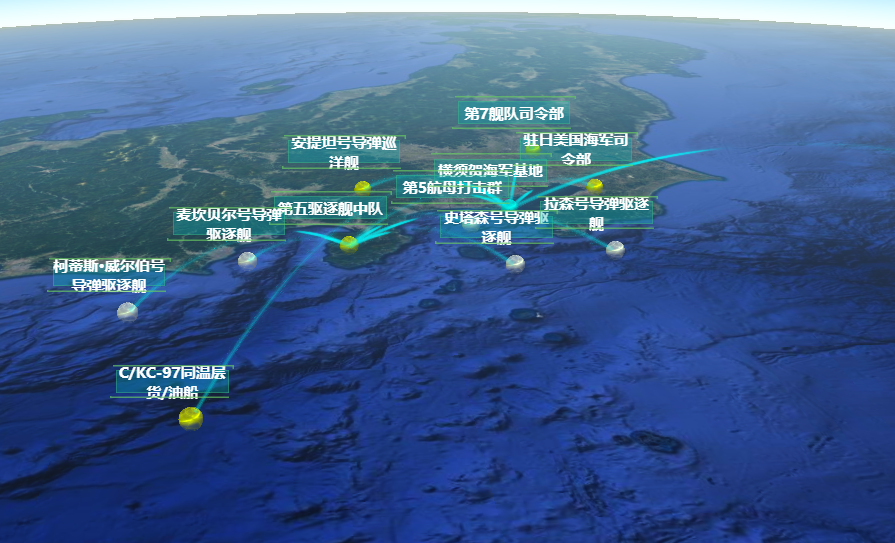 第7舰队司令部
驻日美国海军司
令部
安提坦号导弹巡
洋舰
横须贺海军基地
第5航母打击群
拉森号导弹驱逐
舰
第五驱逐舰中队
麦坎贝尔号导弹
驱逐舰
史塔森号导弹驱
逐舰
柯蒂斯•威尔伯号
导弹驱逐舰
C/KC-97同温层
货/油船